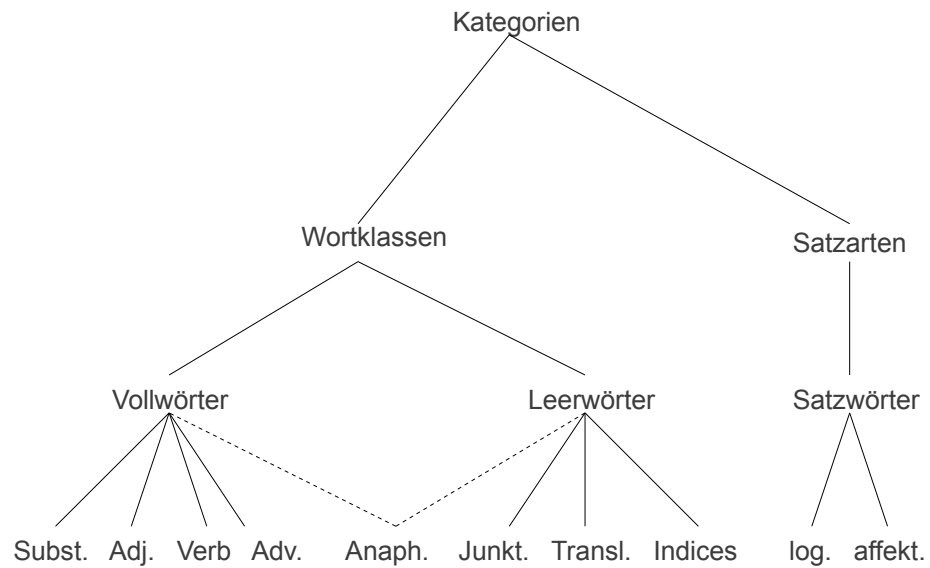 Kategorien
Wortklassen Satzarten
Vollwörter Leerwörter Satzwörter
Subst. Adj. Verb Adv. Anaph. Junkt. Transl. Indices log. affekt.